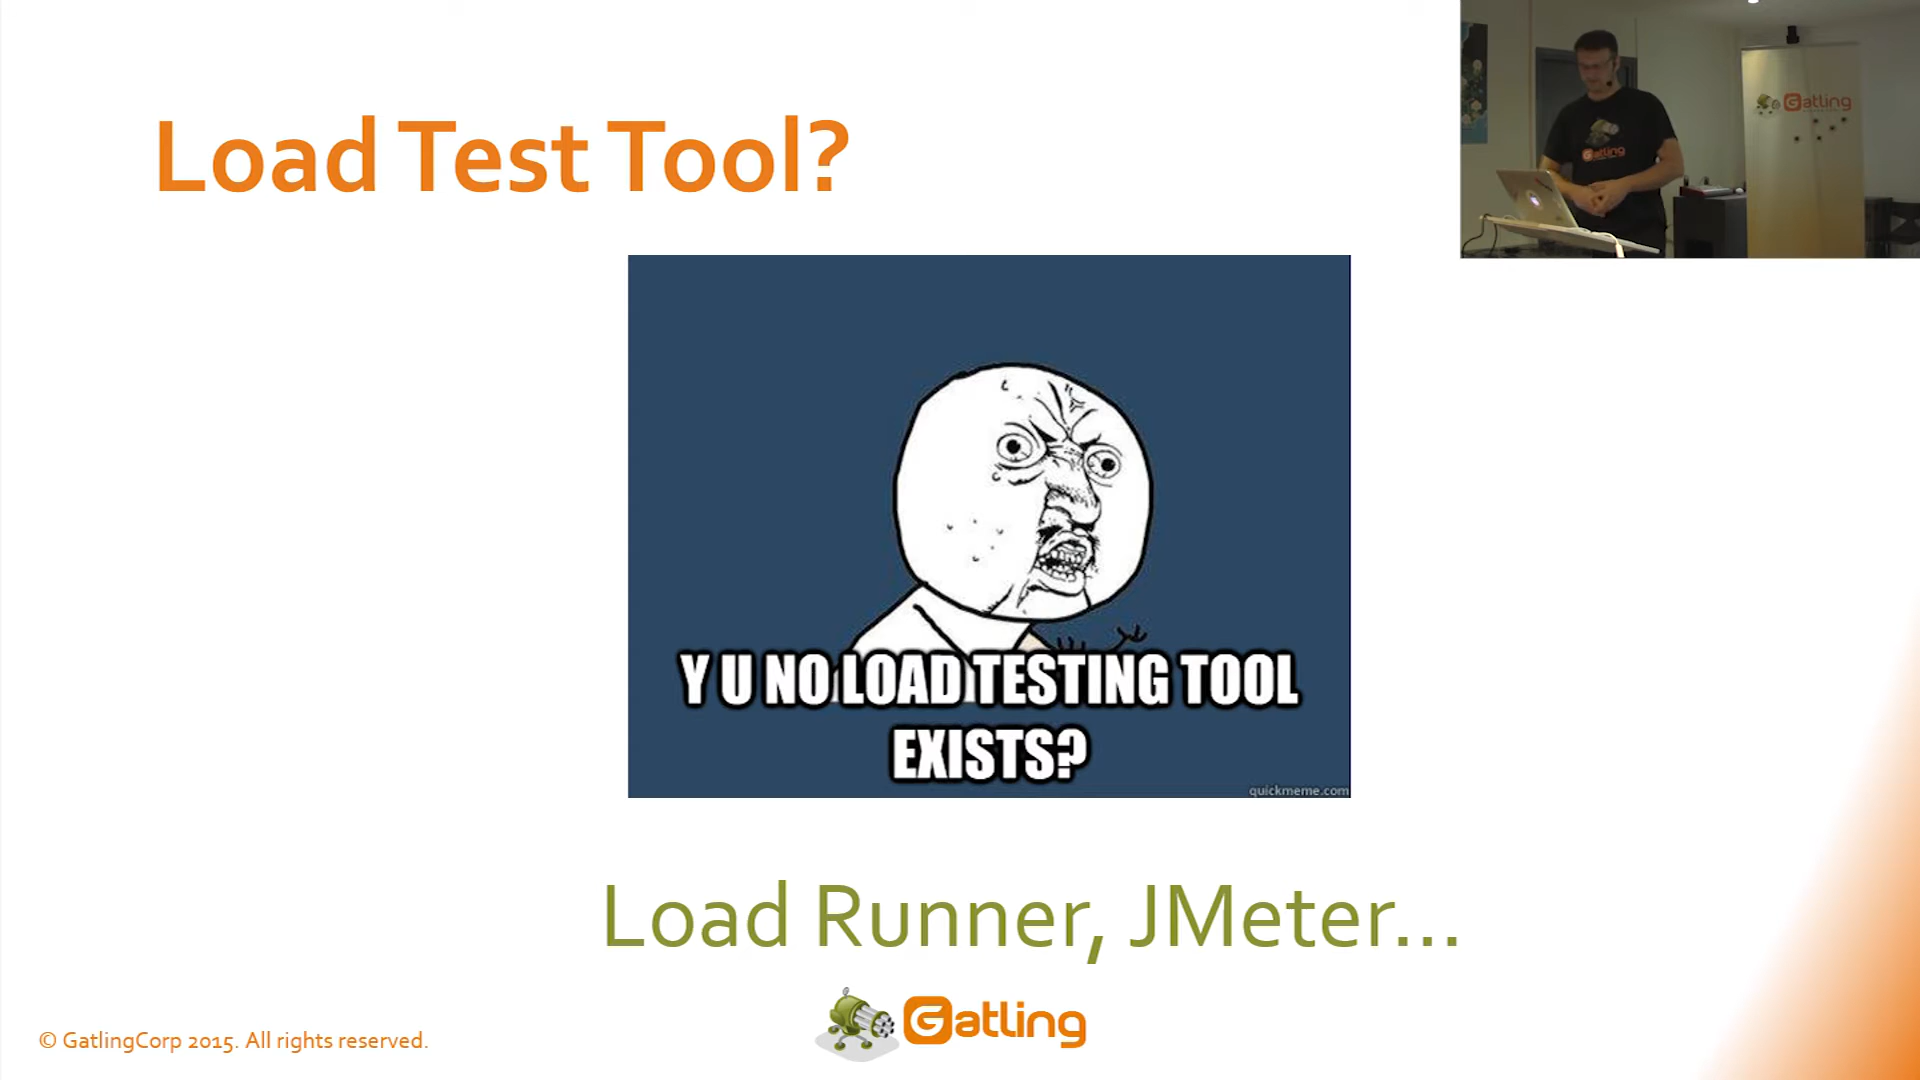 Load Test Tool?
Gatling
Gatling
Y U NO LOAD TESTING TOOL
EXISTS?
quickmeme.com
Load Runner, JMeter...
Gatling
© GatlingCorp 2015. All rights reserved.